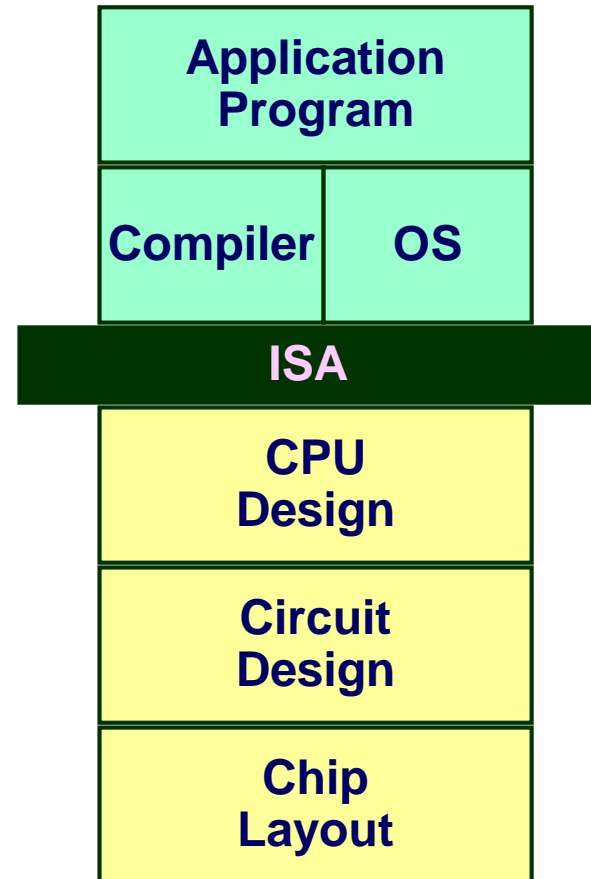 Application
Program
Compiler OS
ISA
CPU
Design
Circuit
Design
Chip
Layout